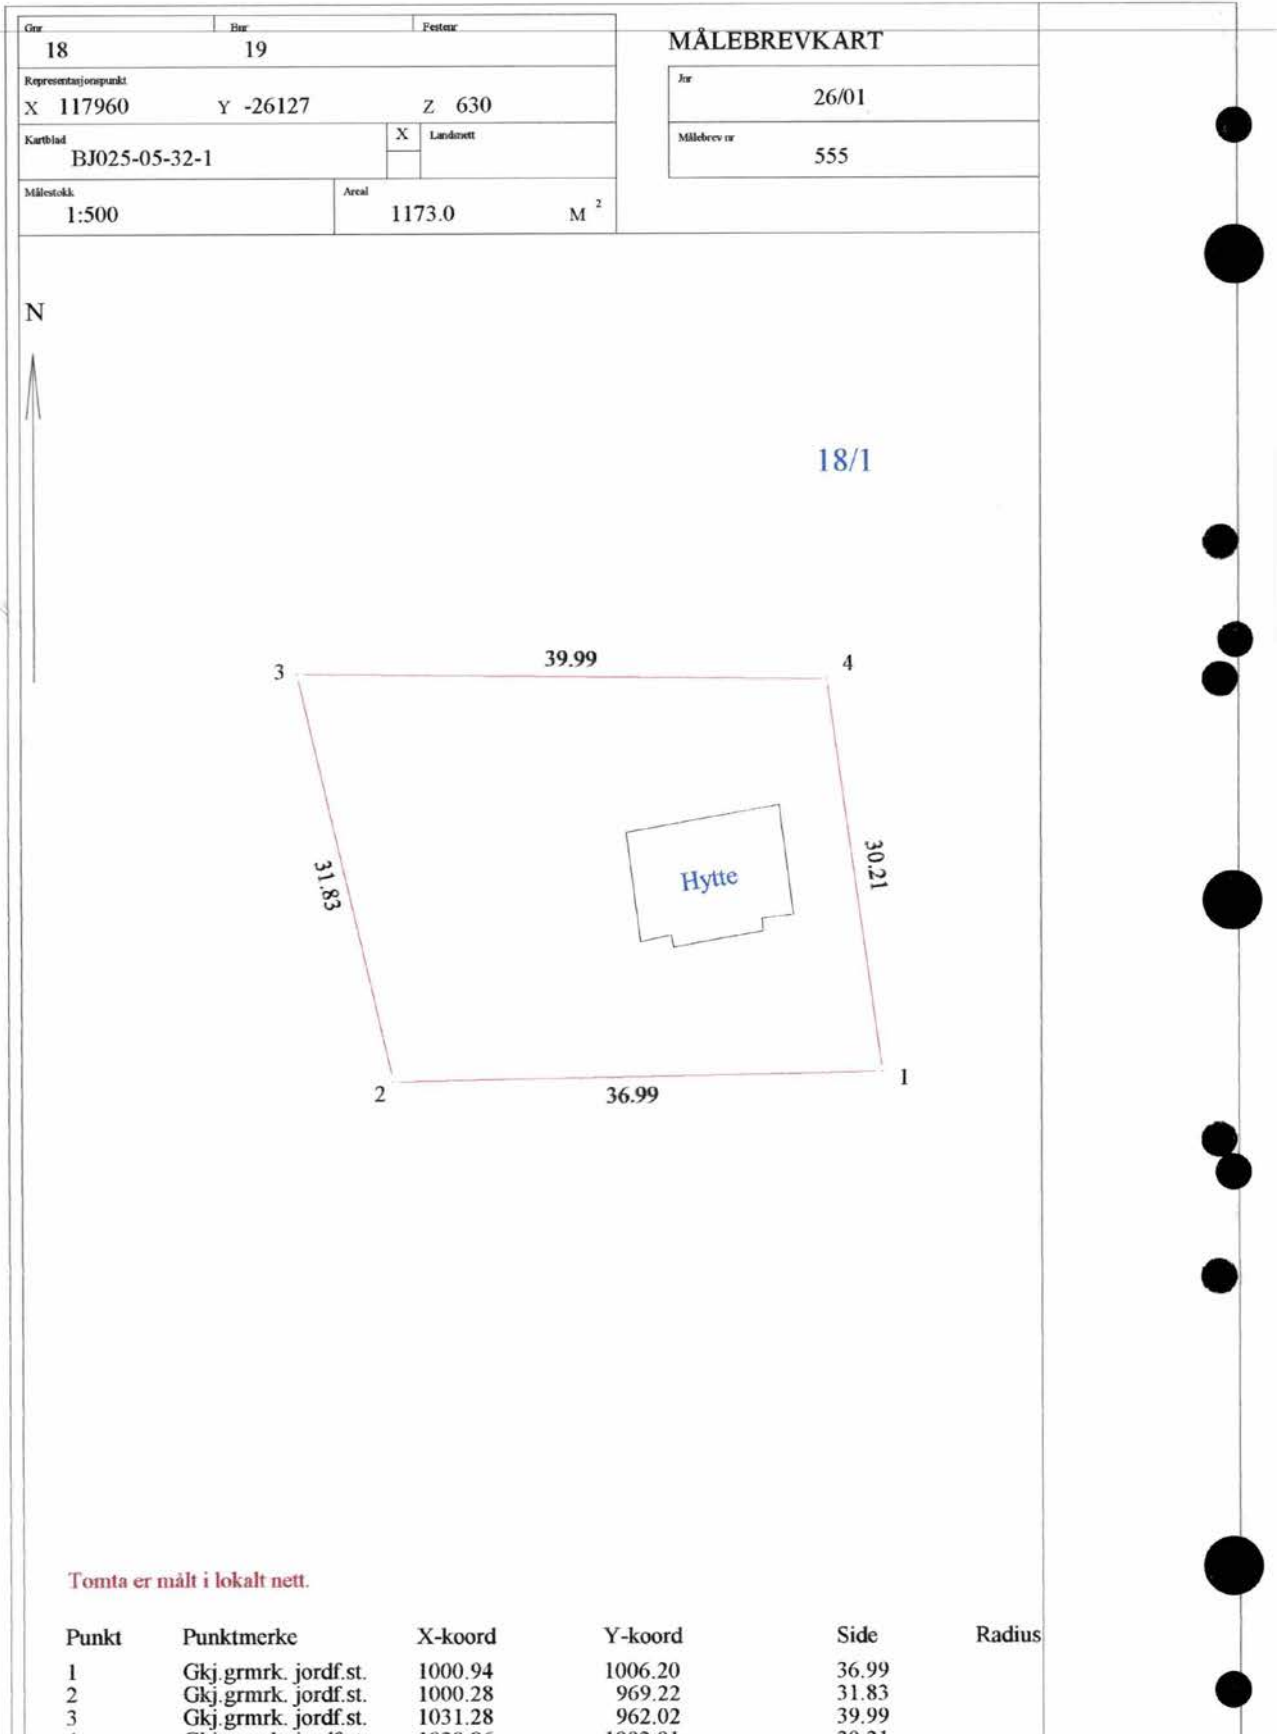 Gnr Bnr Festenr
18 19
MÅLEBREVKART
Representasjonspunkt
X 117960 Y -26127 Z 630
Jnr
26/01
Kartblad X Landsnett
BJ025-05-32-1
Målebrev nr
555
Målestokk Areal
1:500 1173.0 M 2
N
18/1
3 39.99 4
31.83
Hytte
30.21
2 36.99 1
Tomta er målt i lokalt nett.
Punkt Punktmerke X-koord Y-koord Side Radius
1 Gkj.grmrk. jordf.st. 1000.94 1006.20 36.99
2 Gkj.grmrk. jordf.st. 1000.28 969.22 31.83
3 Gkj.grmrk. jordf.st. 1031.28 962.02 39.99